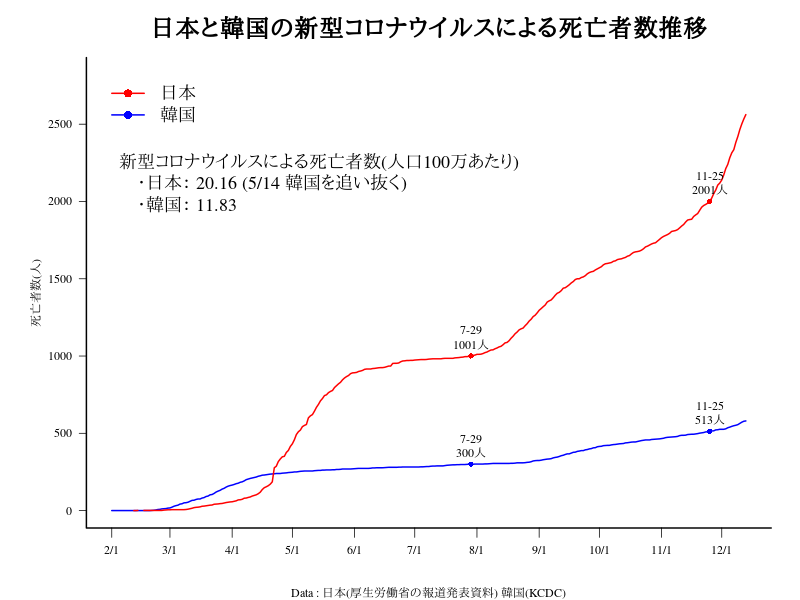 日本と韓国の新型コロナウイルスによる死亡者数推移
日本
韓国
新型コロナウイルスによる死亡者数(人口100万あたり)
・日本: 20.16 (5/14 韓国を追い抜く)
・韓国: 11.83
死亡者数(人)
2500
2000
1500
1000
500
0
11-25
2001人
7-29
1001人
11-25
513人
7-29
300人
2/1 3/1 4/1 5/1 6/1 7/1 8/1 9/1 10/1 11/1 12/1
Data : 日本(厚生労働省の報道発表資料) 韓国(KCDC)